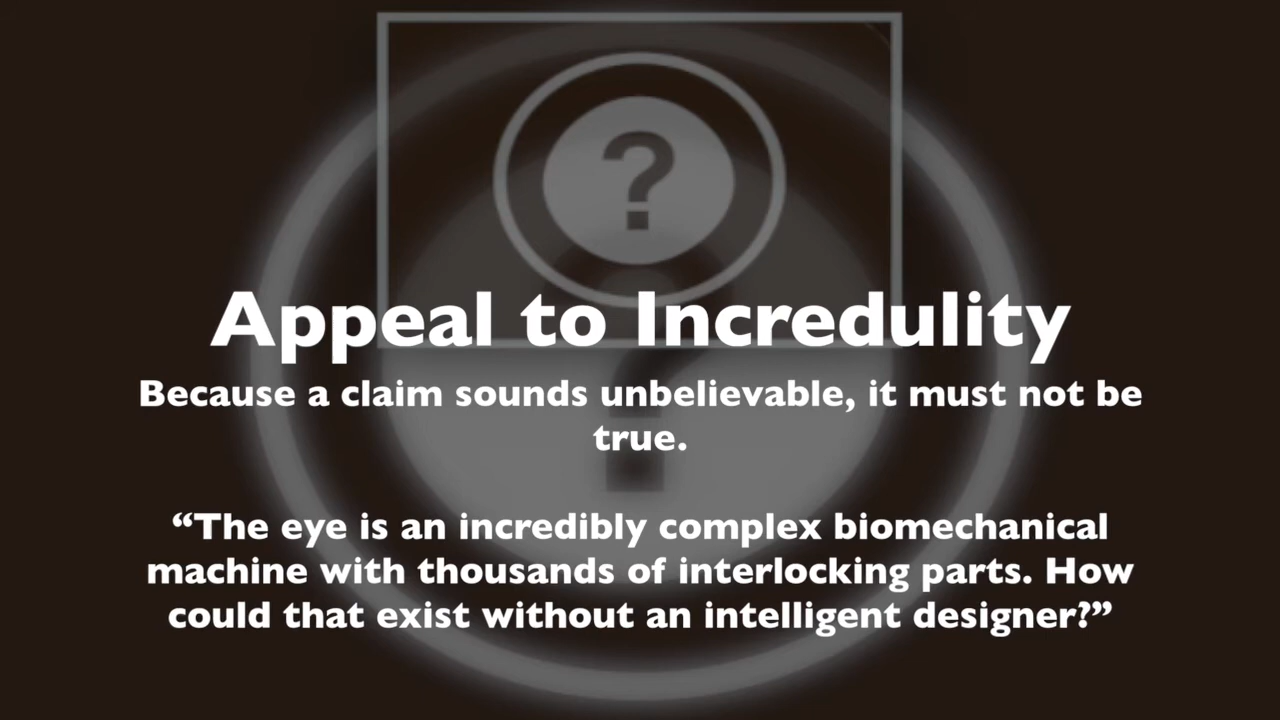 ?
Appeal to Incredulity
Because a claim sounds unbelievable, it must not be
true.
“The eye is an incredibly complex biomechanical
machine with thousands of interlocking parts. How
could that exist without an intelligent designer?”